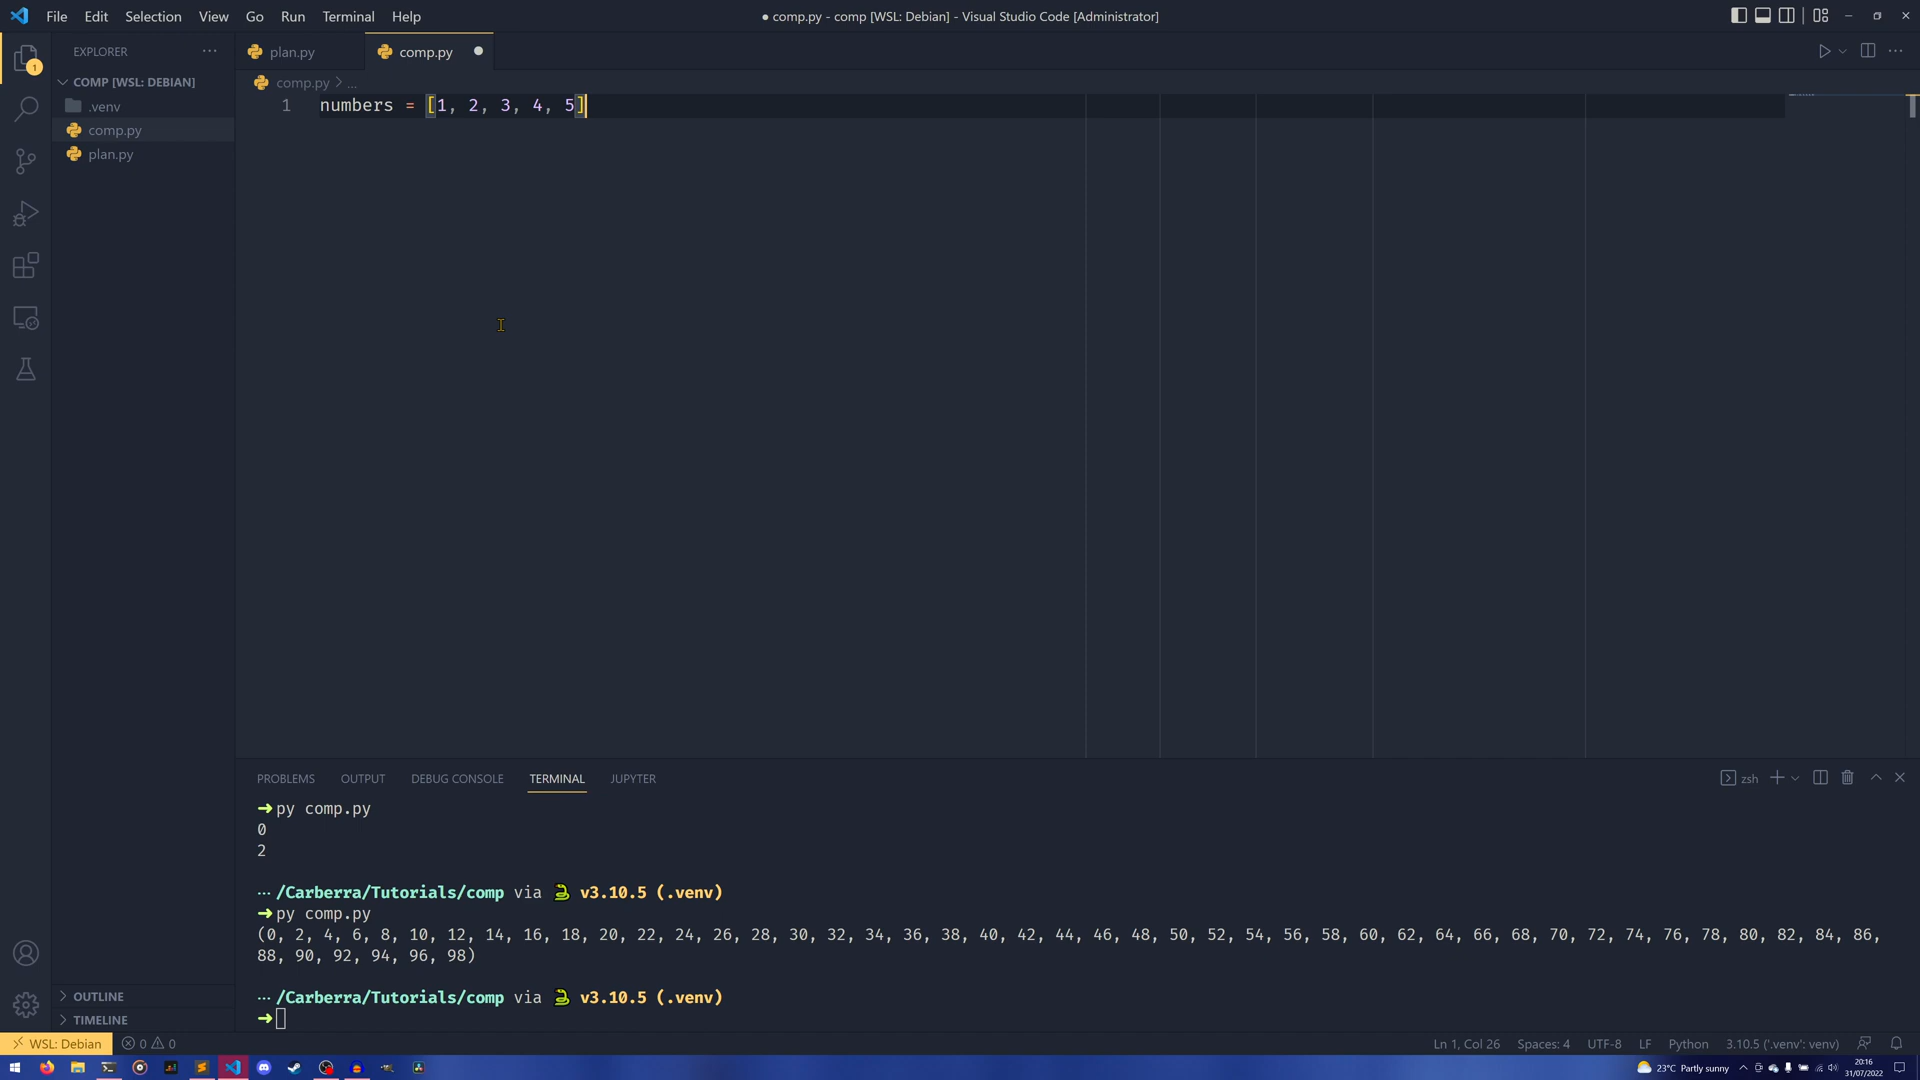 File Edit Selection View Go Run Terminal Help
● comp.py - comp [WSL: Debian] - Visual Studio Code [Administrator]
EXPLORER ···
plan.py
comp.py ●
COMP [WSL: DEBIAN]
comp.py > ...
.venv
comp.py
plan.py
1
1 numbers = [1, 2, 3, 4, 5]
PROBLEMS OUTPUT DEBUG CONSOLE TERMINAL JUPYTER
zsh
➜ py comp.py
0
2
··· /Carberra/Tutorials/comp via 🐍 v3.10.5 (.venv)
➜ py comp.py
(0, 2, 4, 6, 8, 10, 12, 14, 16, 18, 20, 22, 24, 26, 28, 30, 32, 34, 36, 38, 40, 42, 44, 46, 48, 50, 52, 54, 56, 58, 60, 62, 64, 66, 68, 70, 72, 74, 76, 78, 80, 82, 84, 86,
88, 90, 92, 94, 96, 98)
··· /Carberra/Tutorials/comp via 🐍 v3.10.5 (.venv)
➜
OUTLINE
TIMELINE
WSL: Debian 0 0
Ln 1, Col 26 Spaces: 4 UTF-8 LF Python 3.10.5 ('.venv': venv)
23°C Partly sunny
20:16
31/07/2022